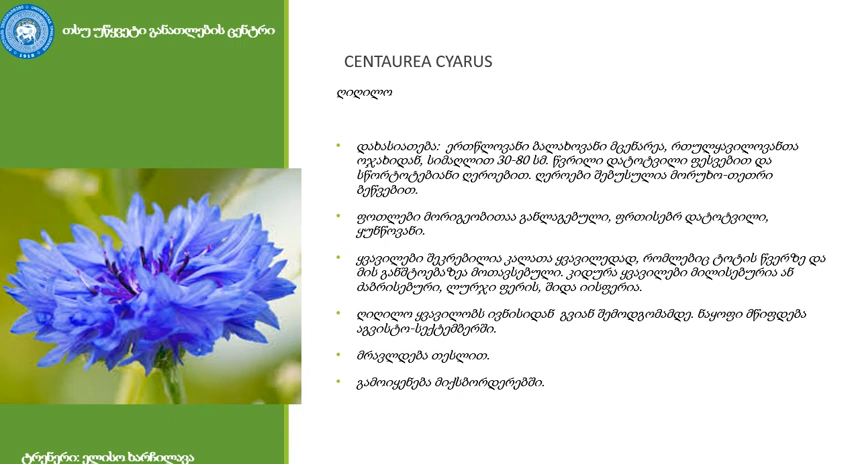 თსუ უწყვეტი განათლების ცენტრი
1918
CENTAUREA CYARUS
ღიღილო
• დახასიათება: ერთწლოვანი ბალახოვანი მცენარეა, რთულყავილოვანთა
ოჯახიდან, სიმაღლით 30-80 სმ. წვრილი დატოტვილი ფესვებით და
სწორტოტებიანი ღეროებით. ღეროები შებუსულია მორუხო-თეთრი
ბეწვებით.
• ფოთლები მორიგეობითაა განლაგებული, ფრთისებრ დატოტვილი,
ყუნწოვანი.
• ყვავილები შეკრებილია კალათა ყვავილედად, რომლებიც ტოტის წვერზე და
მის განშტოებაზეა მოთავსებული. კიდურა ყვავილები მილისებურია ან
ძაბრისებური, ლურჯი ფერის, შიდა იისფერია.
• ღიღილო ყვავილობს ივნისიდან გვიან შემოდგომამდე. ნაყოფი მწიფდება
აგვისტო-სექტემბერში.
• მრავლდება თესლით.
• გამოიყენება მიქსბორდერებში.
ტრენერი: ელისო ხარჩილავა